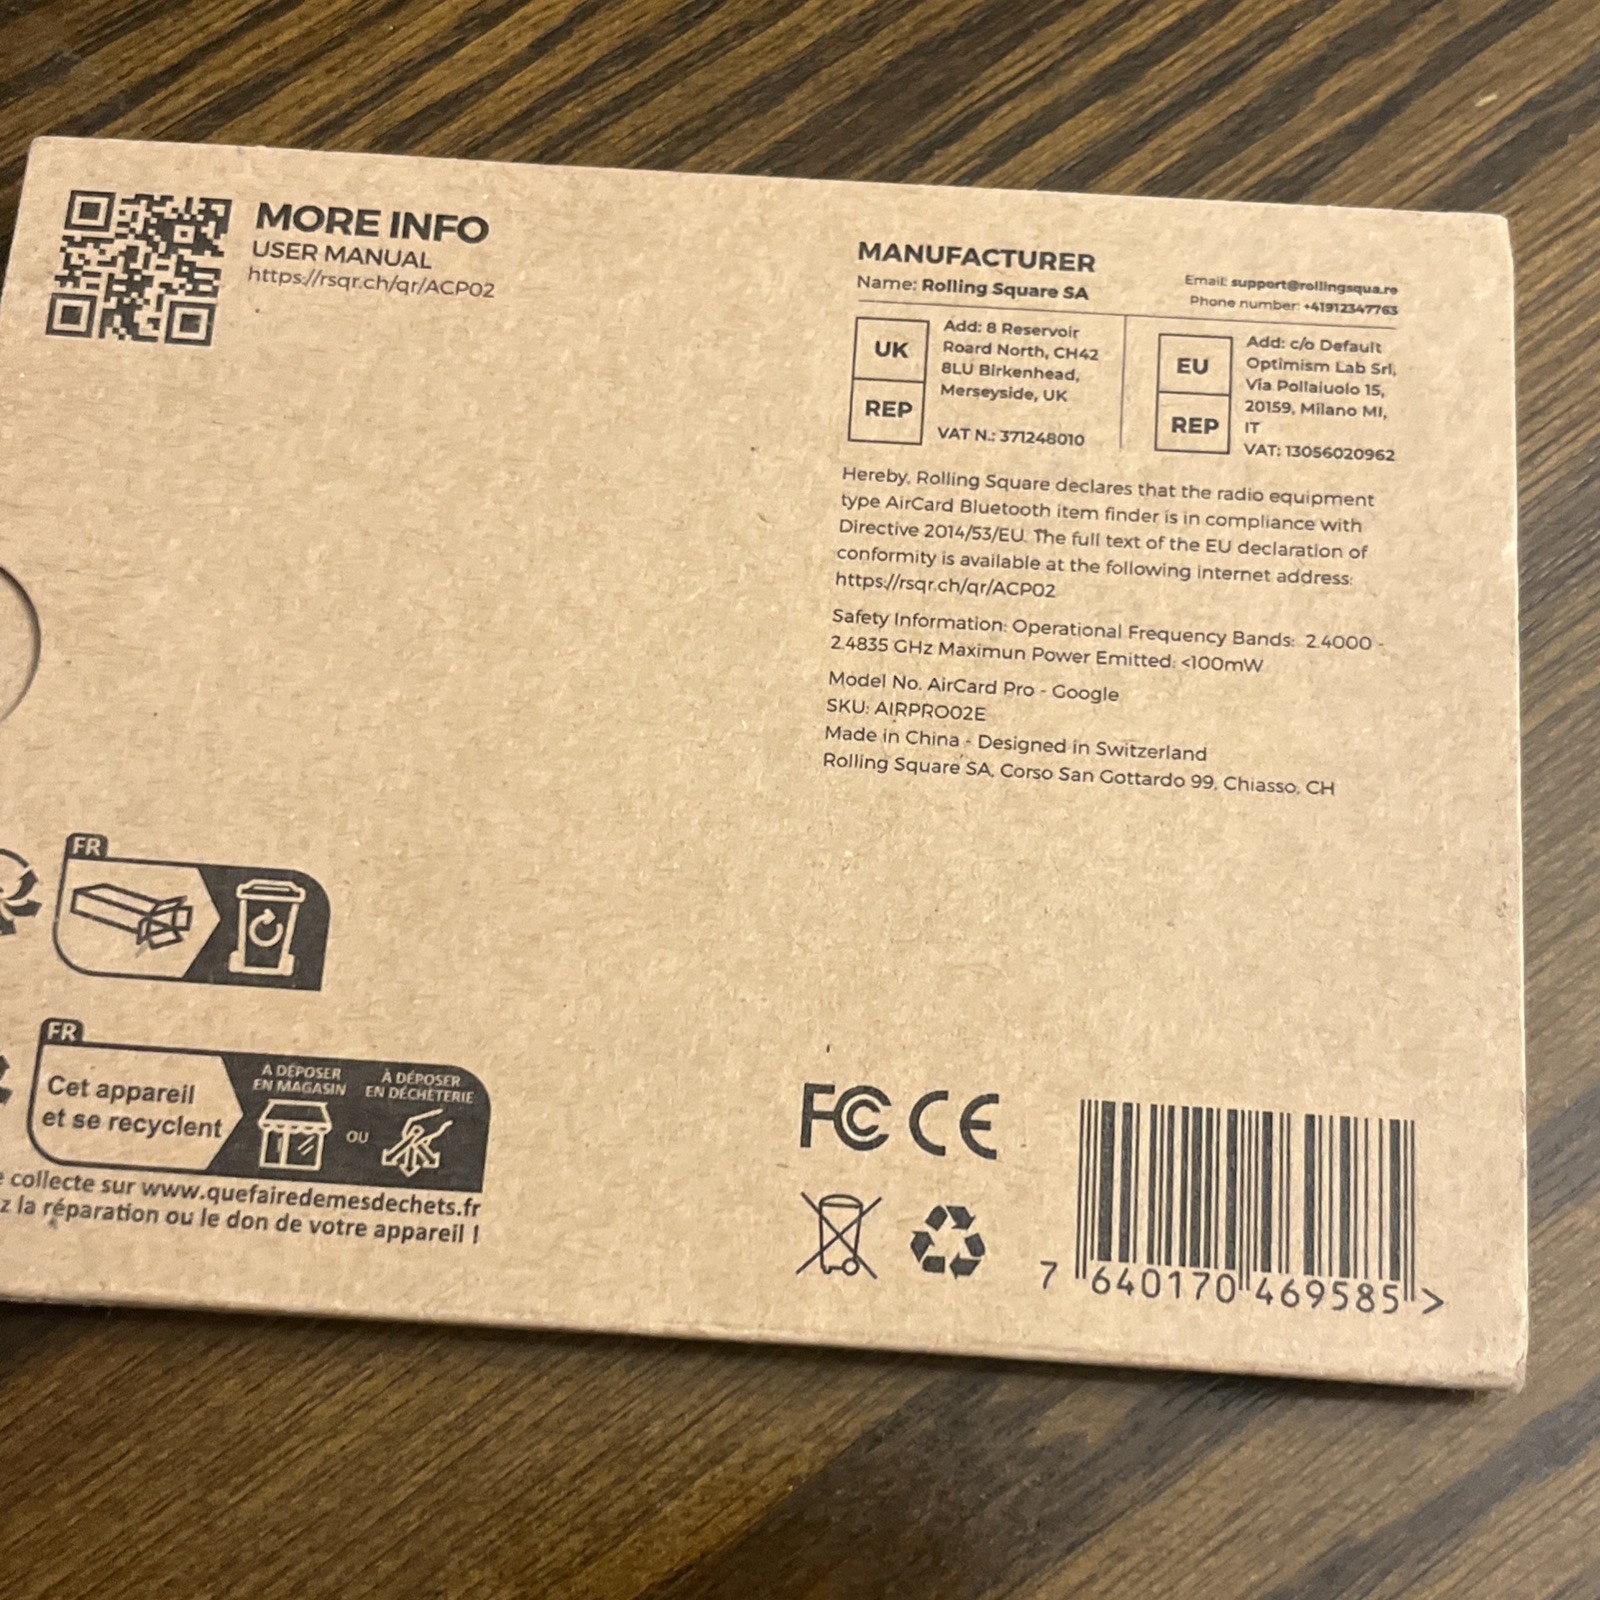 MORE INFO
USER MANUAL
https://rsqr.ch/qr/ACP02
MANUFACTURER
Name: Rolling Square SA
Email: support@rollingsqua.re
Phone number: +41912347763
UK
REP
Add: 8 Reservoir
Roard North, CH42
8LU Birkenhead,
Merseyside, UK
VAT N.: 371248010
EU
REP
Add: c/o Default
Optimism Lab Srl,
Via Pollaiuolo 15,
20159, Milano MI,
IT
VAT: 13056020962
Hereby, Rolling Square declares that the radio equipment
type AirCard Bluetooth item finder is in compliance with
Directive 2014/53/EU. The full text of the EU declaration of
conformity is available at the following internet address:
https://rsqr.ch/qr/ACP02
Safety Information: Operational Frequency Bands: 2.4000 -
2.4835 GHz Maximun Power Emitted: <100mW
Model No. AirCard Pro - Google
SKU: AIRPRO02E
Made in China - Designed in Switzerland
Rolling Square SA, Corso San Gottardo 99, Chiasso, CH
FR
FR
Cet appareil
et se recyclent
À DÉPOSER
EN MAGASIN
OU
À DÉPOSER
EN DÉCHÈTERIE
collecte sur www.quefairedemesdechets.fr
la réparation ou le don de votre appareil !
FC CE
7 640170 469585 >